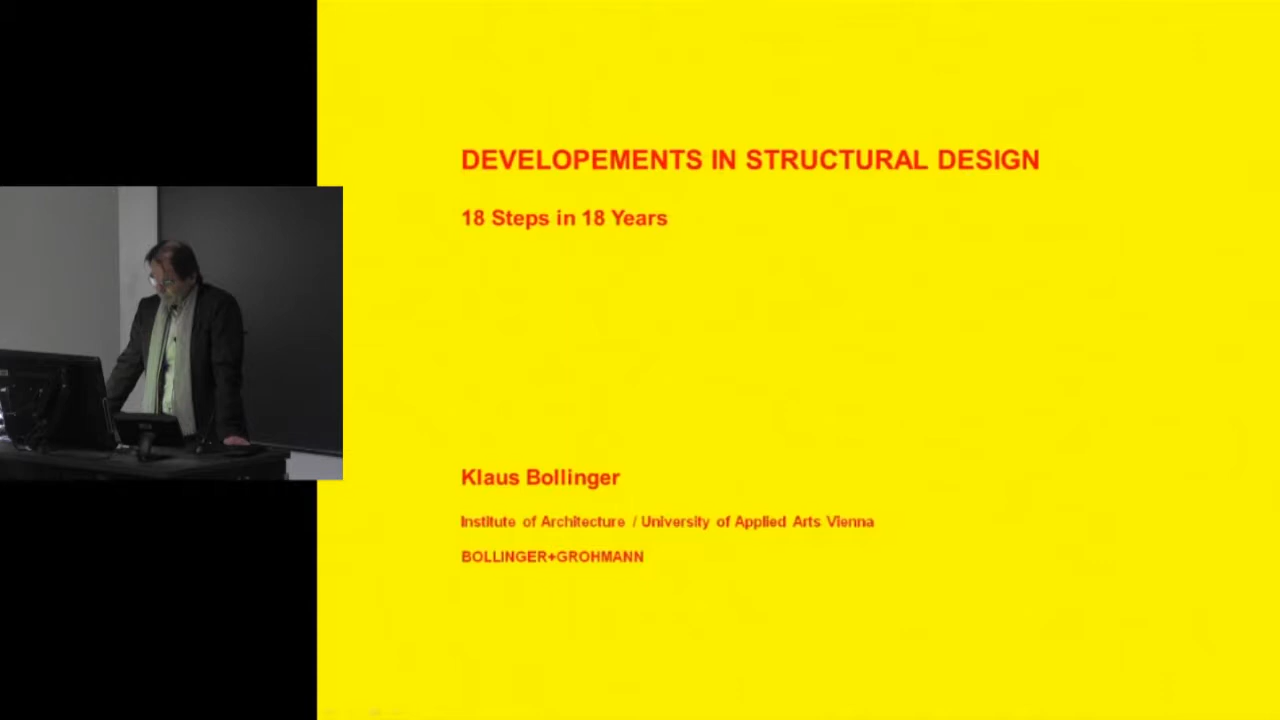 DEVELOPEMENTS IN STRUCTURAL DESIGN
18 Steps in 18 Years
Klaus Bollinger
Institute of Architecture / University of Applied Arts Vienna
BOLLINGER+GROHMANN